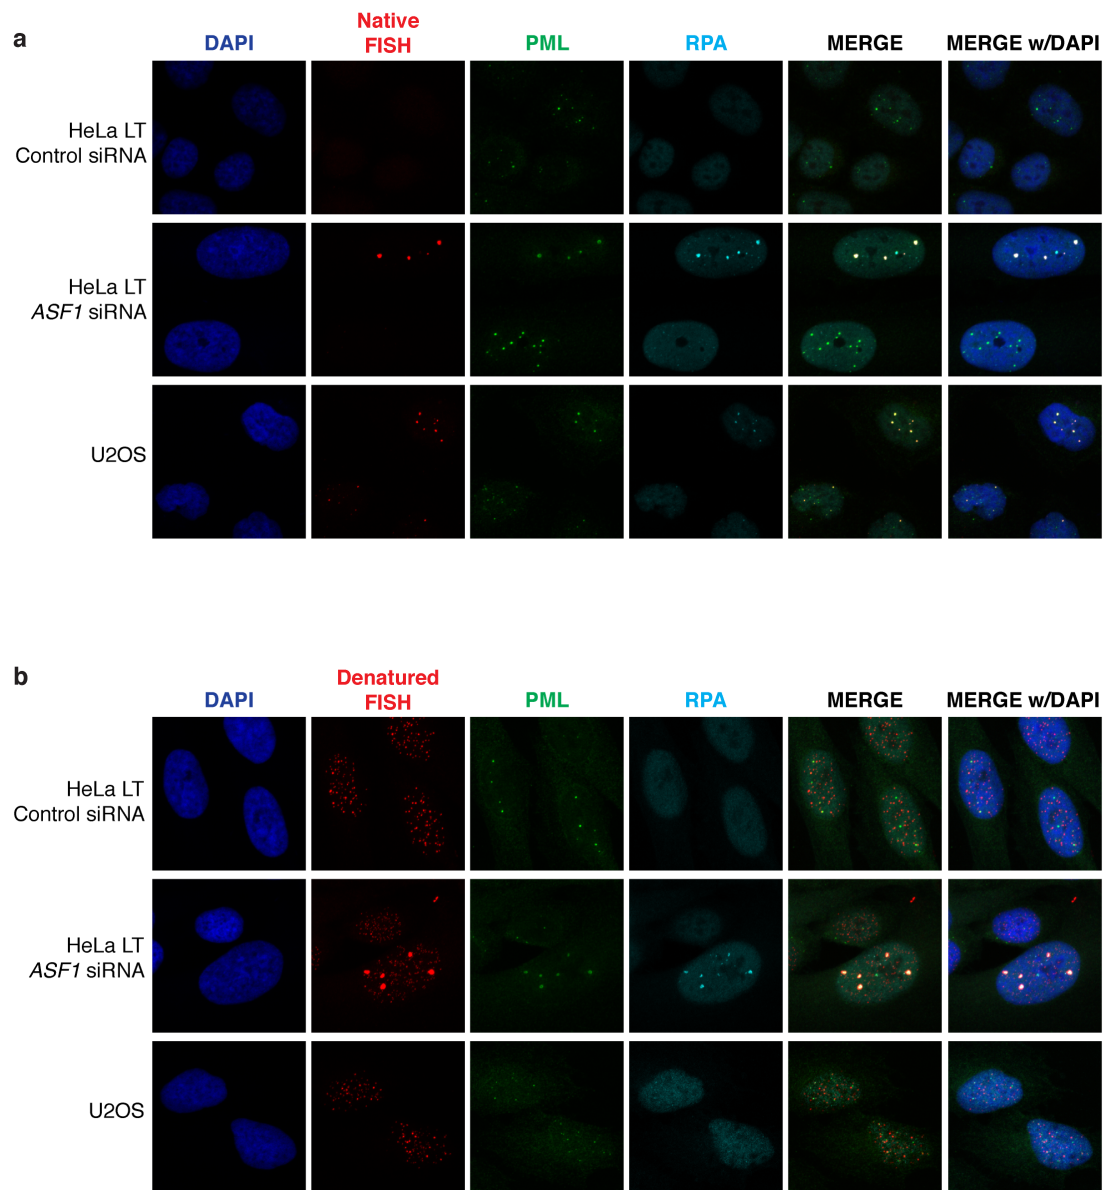 a
DAPI
Native
FISH
PML
RPA
MERGE
MERGE w/DAPI
HeLa LT
Control siRNA
HeLa LT
ASF1 siRNA
U2OS
b
DAPI
Denatured
FISH
PML
RPA
MERGE
MERGE w/DAPI
HeLa LT
Control siRNA
HeLa LT
ASF1 siRNA
U2OS